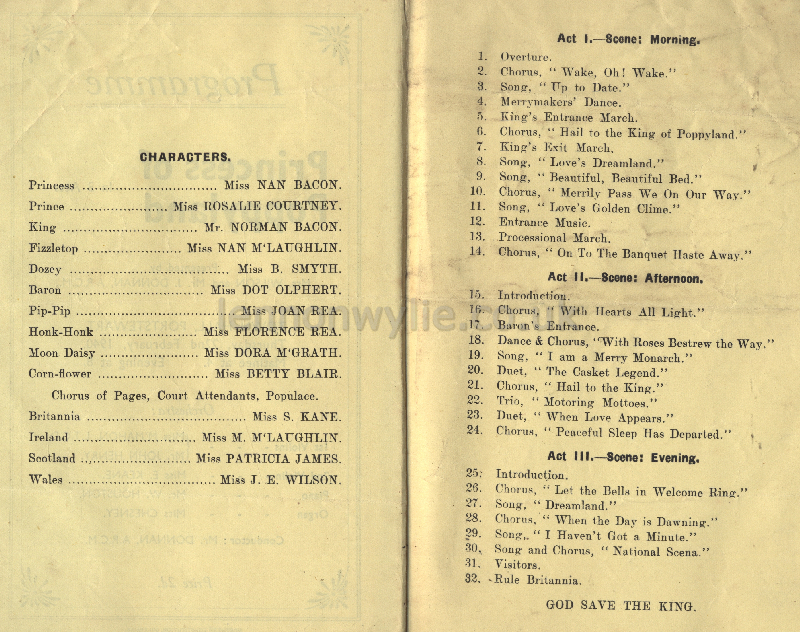 CHARACTERS.
Princess ................................ Miss NAN BACON.
Prince ....................... Miss ROSALIE COURTNEY.
King ................................ Mr. NORMAN BACON.
Fizzletop ....................... Miss NAN M'LAUGHLIN.
Dozey ...................................... Miss B. SMYTH.
Baron ................................. Miss DOT OLPHERT.
Pip-Pip ....................................... Miss JOAN REA.
Honk-Honk ......................... Miss FLORENCE REA.
Moon Daisy ....................... Miss DORA M'GRATH.
Corn-flower .......................... Miss BETTY BLAIR.
Chorus of Pages, Court Attendants, Populace.
Britannia ....................................... Miss S. KANE.
Ireland ............................. Miss M. M'LAUGHLIN.
Scotland .......................... Miss PATRICIA JAMES.
Wales ................................... Miss J. E. WILSON.
Act I.—Scene: Morning.
1. Overture.
2. Chorus, "Wake, Oh! Wake."
3. Song, "Up to Date."
4. Merrymakers' Dance.
5. King's Entrance March.
6. Chorus, "Hail to the King of Poppyland."
7. King's Exit March.
8. Song, "Love's Dreamland."
9. Song, "Beautiful, Beautiful Bed."
10. Chorus, "Merrily Pass We On Our Way."
11. Song, "Love's Golden Clime."
12. Entrance Music.
13. Processional March.
14. Chorus, "On To The Banquet Haste Away."
Act II.—Scene: Afternoon.
15. Introduction.
16. Chorus, "With Hearts All Light."
17. Baron's Entrance.
18. Dance & Chorus, "With Roses Bestrew the Way."
19. Song, "I am a Merry Monarch."
20. Duet, "The Casket Legend."
21. Chorus, "Hail to the King."
22. Trio, "Motoring Mottoes."
23. Duet, "When Love Appears."
24. Chorus, "Peaceful Sleep Has Departed."
Act III.—Scene: Evening.
25. Introduction.
26. Chorus, "Let the Bells in Welcome Ring."
27. Song, "Dreamland."
28. Chorus, "When the Day is Dawning."
29. Song, "I Haven't Got a Minute."
30. Song and Chorus, "National Scena."
31. Visitors.
32. Rule Britannia.
GOD SAVE THE KING.